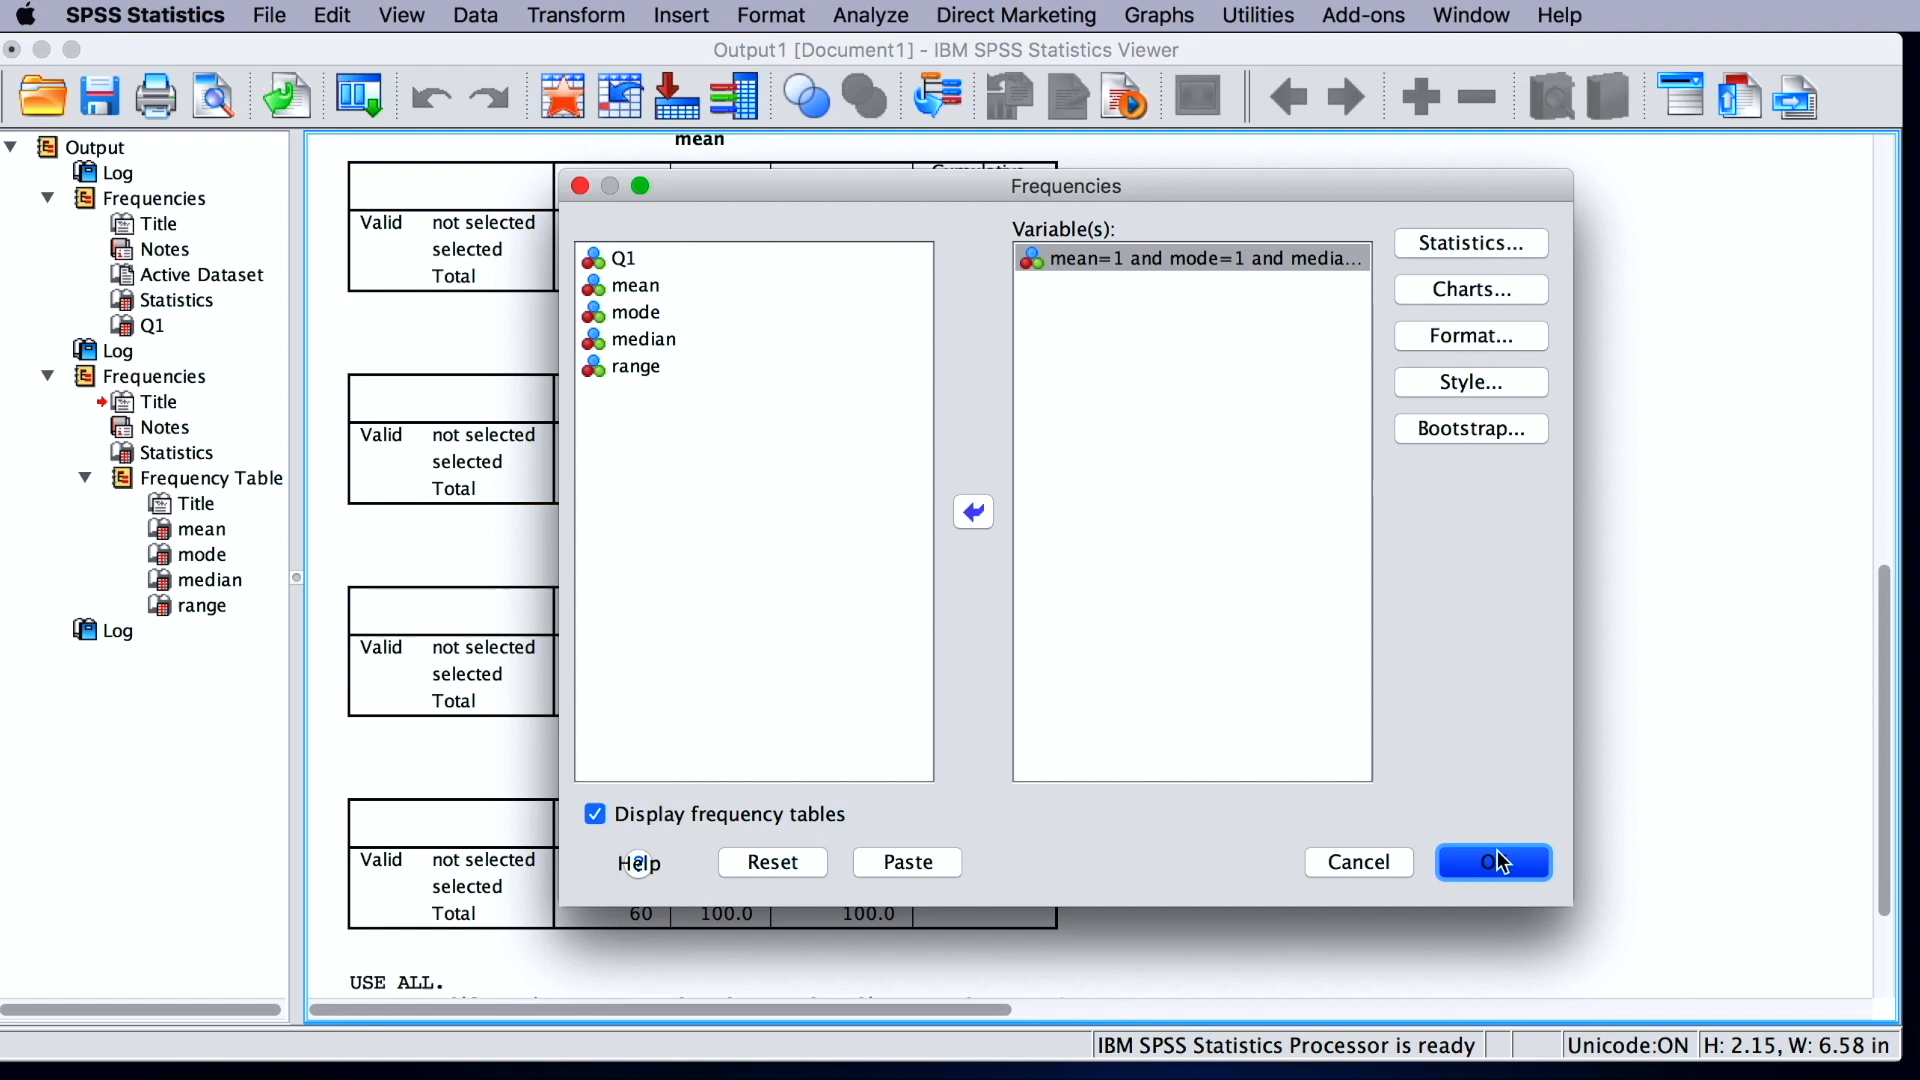 SPSS Statistics File Edit View Data Transform Insert Format Analyze Direct Marketing Graphs Utilities Add-ons Window Help
Output1 [Document1] - IBM SPSS Statistics Viewer
Output
Log
Frequencies
Title
Notes
Active Dataset
Statistics
Q1
Log
Frequencies
Title
Notes
Statistics
Frequency Table
Title
mean
mode
median
range
Log
mean
Valid not selected
selected
Total
Valid not selected
selected
Total
Valid not selected
selected
Total
Valid not selected
selected
Total 60 100.0 100.0
USE ALL.
Frequencies
Q1
mean
mode
median
range
Variable(s):
mean=1 and mode=1 and media...
Statistics...
Charts...
Format...
Style...
Bootstrap...
Display frequency tables
Help Reset Paste Cancel
IBM SPSS Statistics Processor is ready Unicode:ON H: 2.15, W: 6.58 in